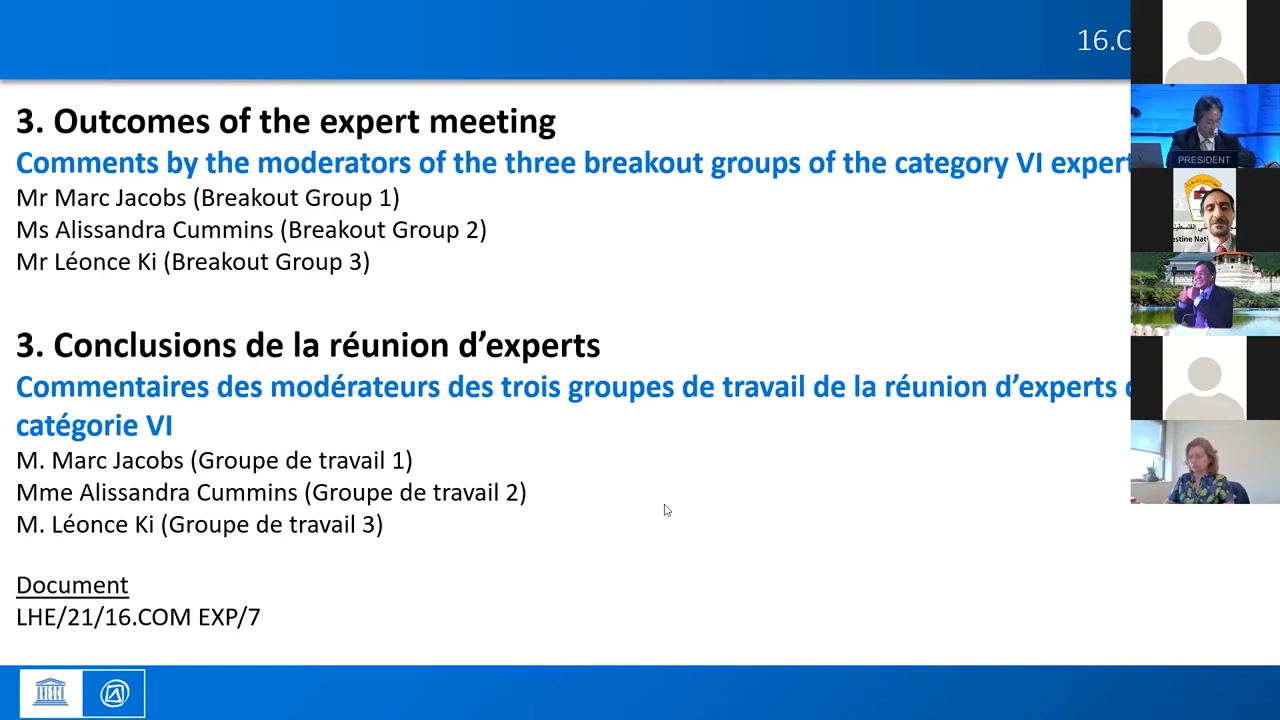 16.C
3. Outcomes of the expert meeting
Comments by the moderators of the three breakout groups of the category VI expert
Mr Marc Jacobs (Breakout Group 1)
Ms Alissandra Cummins (Breakout Group 2)
Mr Léonce Ki (Breakout Group 3)
3. Conclusions de la réunion d’experts
Commentaires des modérateurs des trois groupes de travail de la réunion d’experts
catégorie VI
M. Marc Jacobs (Groupe de travail 1)
Mme Alissandra Cummins (Groupe de travail 2)
M. Léonce Ki (Groupe de travail 3)
Document
LHE/21/16.COM EXP/7
PRESIDENT
unesco